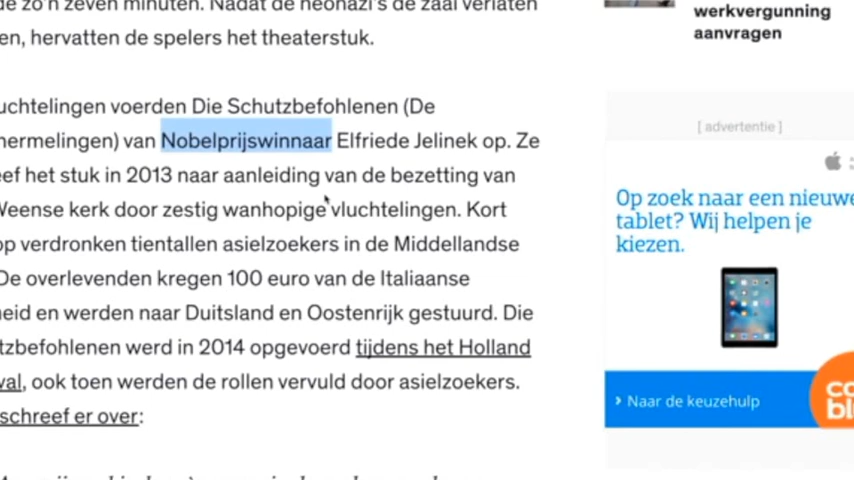 zo'n zeven minuten. Nadat de neonazi's de zaal verlaten
en, hervatten de spelers het theaterstuk.
uchtelingen voerden Die Schutzbefohlenen (De
hermelingen) van Nobelprijswinnaar Elfriede Jelinek op. Ze
eef het stuk in 2013 naar aanleiding van de bezetting van
Weense kerk door zestig wanhopige vluchtelingen. Kort
op verdronken tientallen asielzoekers in de Middellandse
De overlevenden kregen 100 euro van de Italiaanse
heid en werden naar Duitsland en Oostenrijk gestuurd. Die
tzbefohlenen werd in 2014 opgevoerd tijdens het Holland
val, ook toen werden de rollen vervuld door asielzoekers.
schreef er over:
werkvergunning
aanvragen
[ advertentie ]
Op zoek naar een nieuwe
tablet? Wij helpen je
kiezen.
› Naar de keuzehulp
co
bl